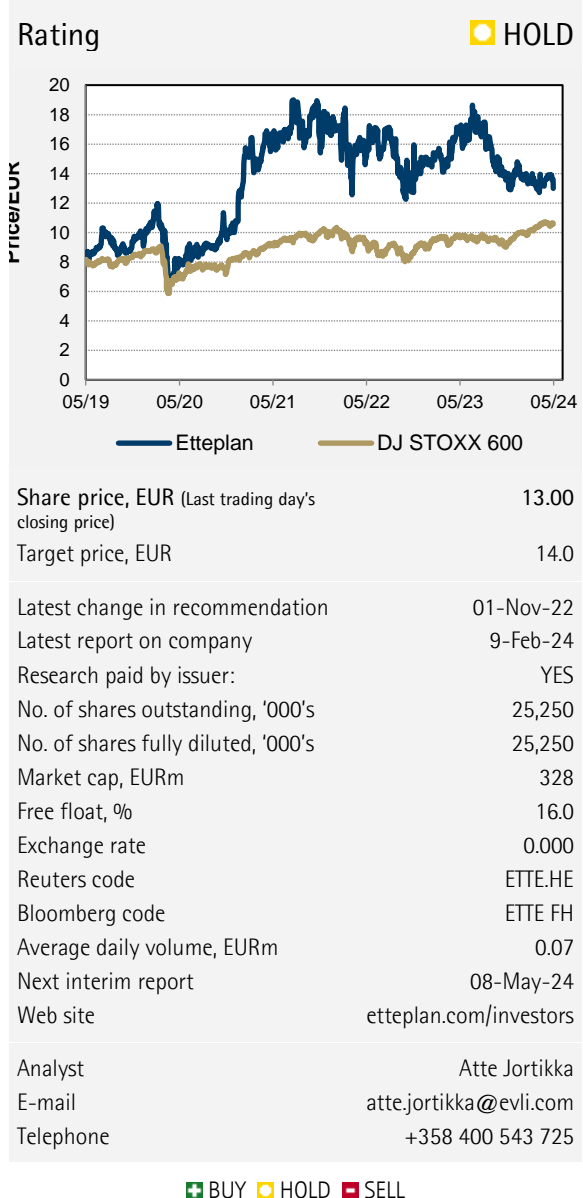 Rating HOLD
Price/EUR
20
18
16
14
12
10
8
6
4
2
0
05/19 05/20 05/21 05/22 05/23 05/24
Etteplan DJ STOXX 600
Share price, EUR (Last trading day's 13.00
closing price)
Target price, EUR 14.0
Latest change in recommendation 01-Nov-22
Latest report on company 9-Feb-24
Research paid by issuer: YES
No. of shares outstanding, '000's 25,250
No. of shares fully diluted, '000's 25,250
Market cap, EURm 328
Free float, % 16.0
Exchange rate 0.000
Reuters code ETTE.HE
Bloomberg code ETTE FH
Average daily volume, EURm 0.07
Next interim report 08-May-24
Web site etteplan.com/investors
Analyst Atte Jortikka
E-mail atte.jortikka@evli.com
Telephone +358 400 543 725
BUY HOLD SELL